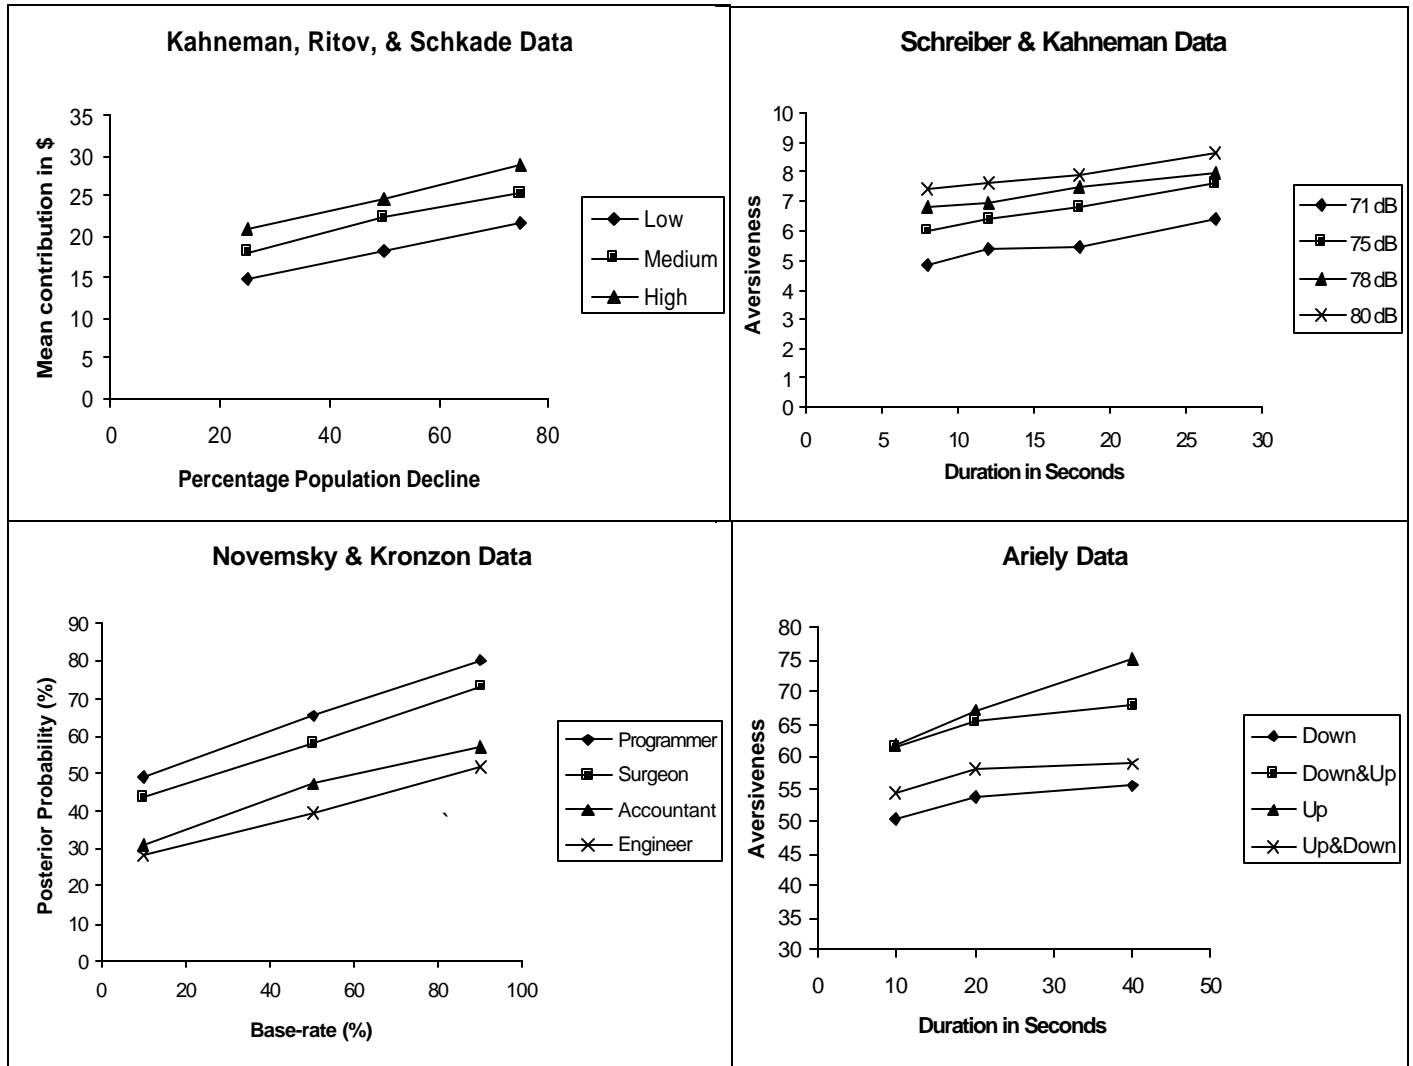 Kahneman, Ritov, & Schkade Data
Mean contribution in $
35
30
25
20
15
10
5
0
0 20 40 60 80
Percentage Population Decline
Low
Medium
High
Schreiber & Kahneman Data
Aversiveness
10
9
8
7
6
5
4
3
2
1
0
0 5 10 15 20 25 30
Duration in Seconds
71 dB
75 dB
78 dB
80 dB
Novemsky & Kronzon Data
Posterior Probability (%)
90
80
70
60
50
40
30
20
10
0
0 20 40 60 80 100
Base-rate (%)
Programmer
Surgeon
Accountant
Engineer
Ariely Data
Aversiveness
80
75
70
65
60
55
50
45
40
35
30
0 10 20 30 40 50
Duration in Seconds
Down
Down&Up
Up
Up&Down